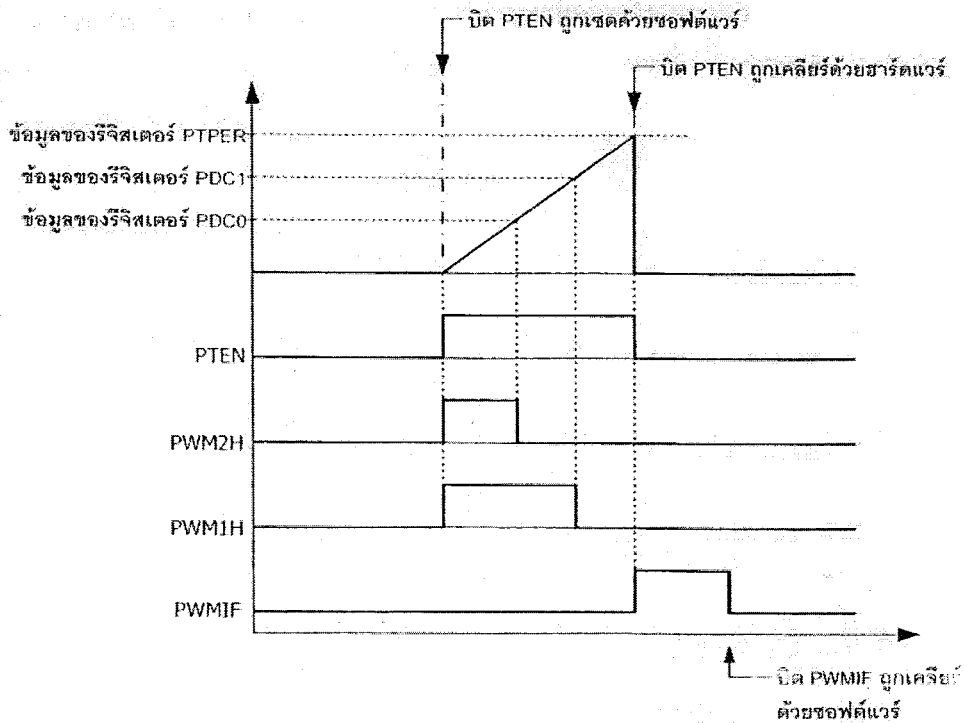 บิต PTEN ถูกเซตด้วยซอฟต์แวร์
บิต PTEN ถูกเคลียร์ด้วยฮาร์ดแวร์
ข้อมูลของรีจิสเตอร์ PTPER
ข้อมูลของรีจิสเตอร์ PDC1
ข้อมูลของรีจิสเตอร์ PDC0
PTEN
PWM2H
PWM1H
PWMIF
บิต PWMIF ถูกเคลียร์
ด้วยซอฟต์แวร์